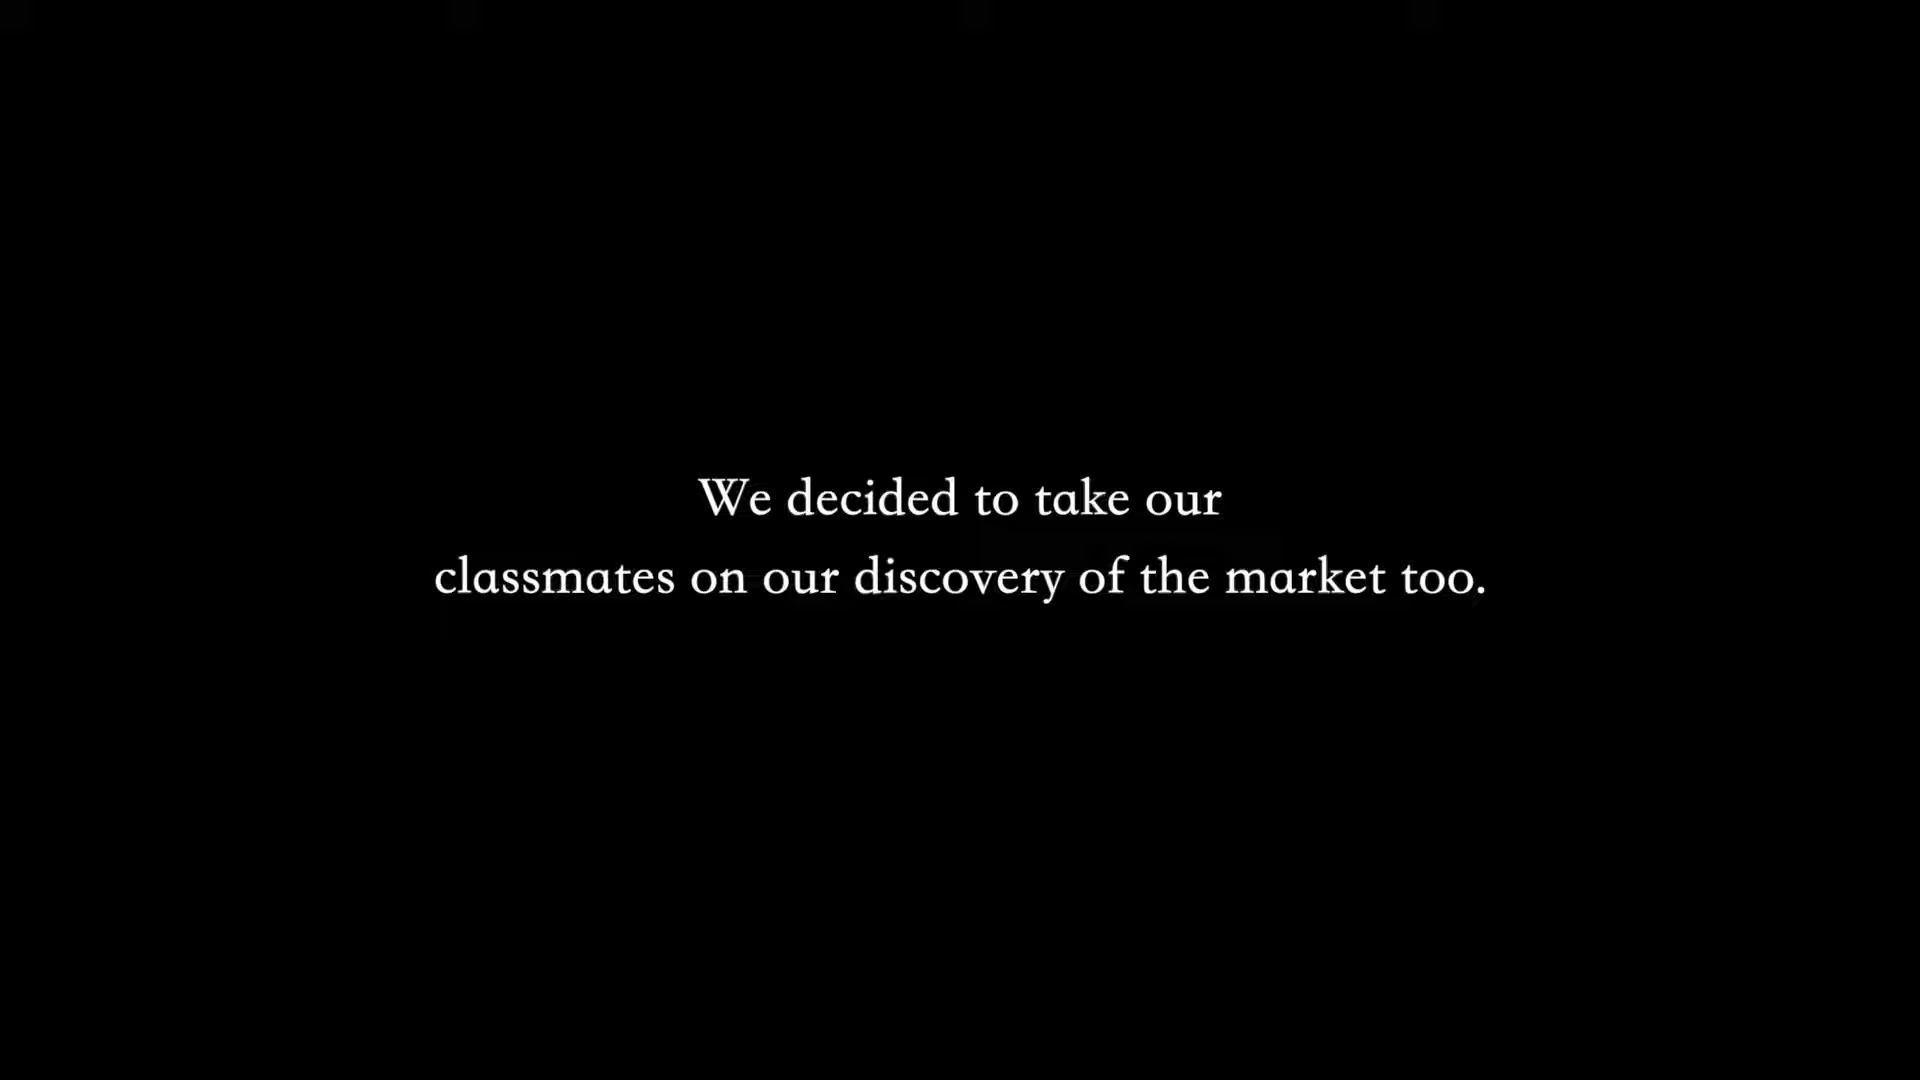 We decided to take our
classmates on our discovery of the market too.